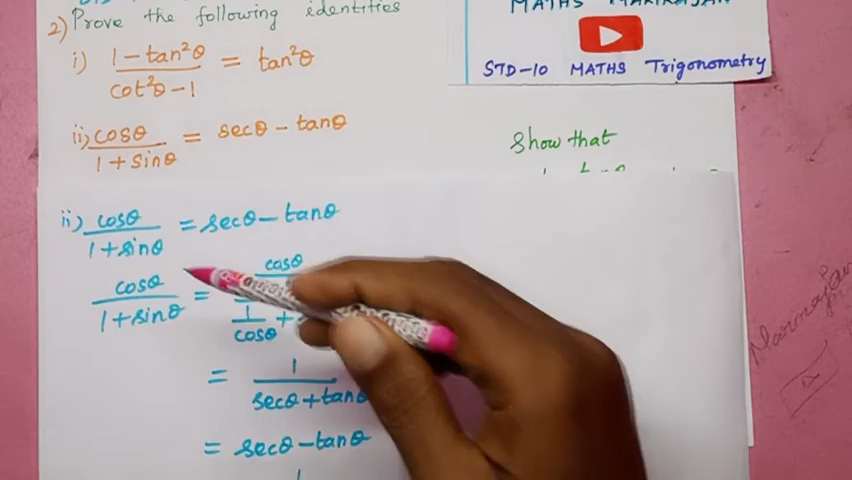 2) Prove the following identities
i) 1 - tan²θ / cot²θ - 1 = tan²θ
ii) cosθ / 1 + sinθ = secθ - tanθ
MATHS
STD-10 MATHS Trigonometry
Show that
ii) cosθ / 1 + sinθ = secθ - tanθ
cosθ / 1 + sinθ = cosθ
1 / cosθ +
= 1 / secθ + tanθ
= secθ - tanθ
1